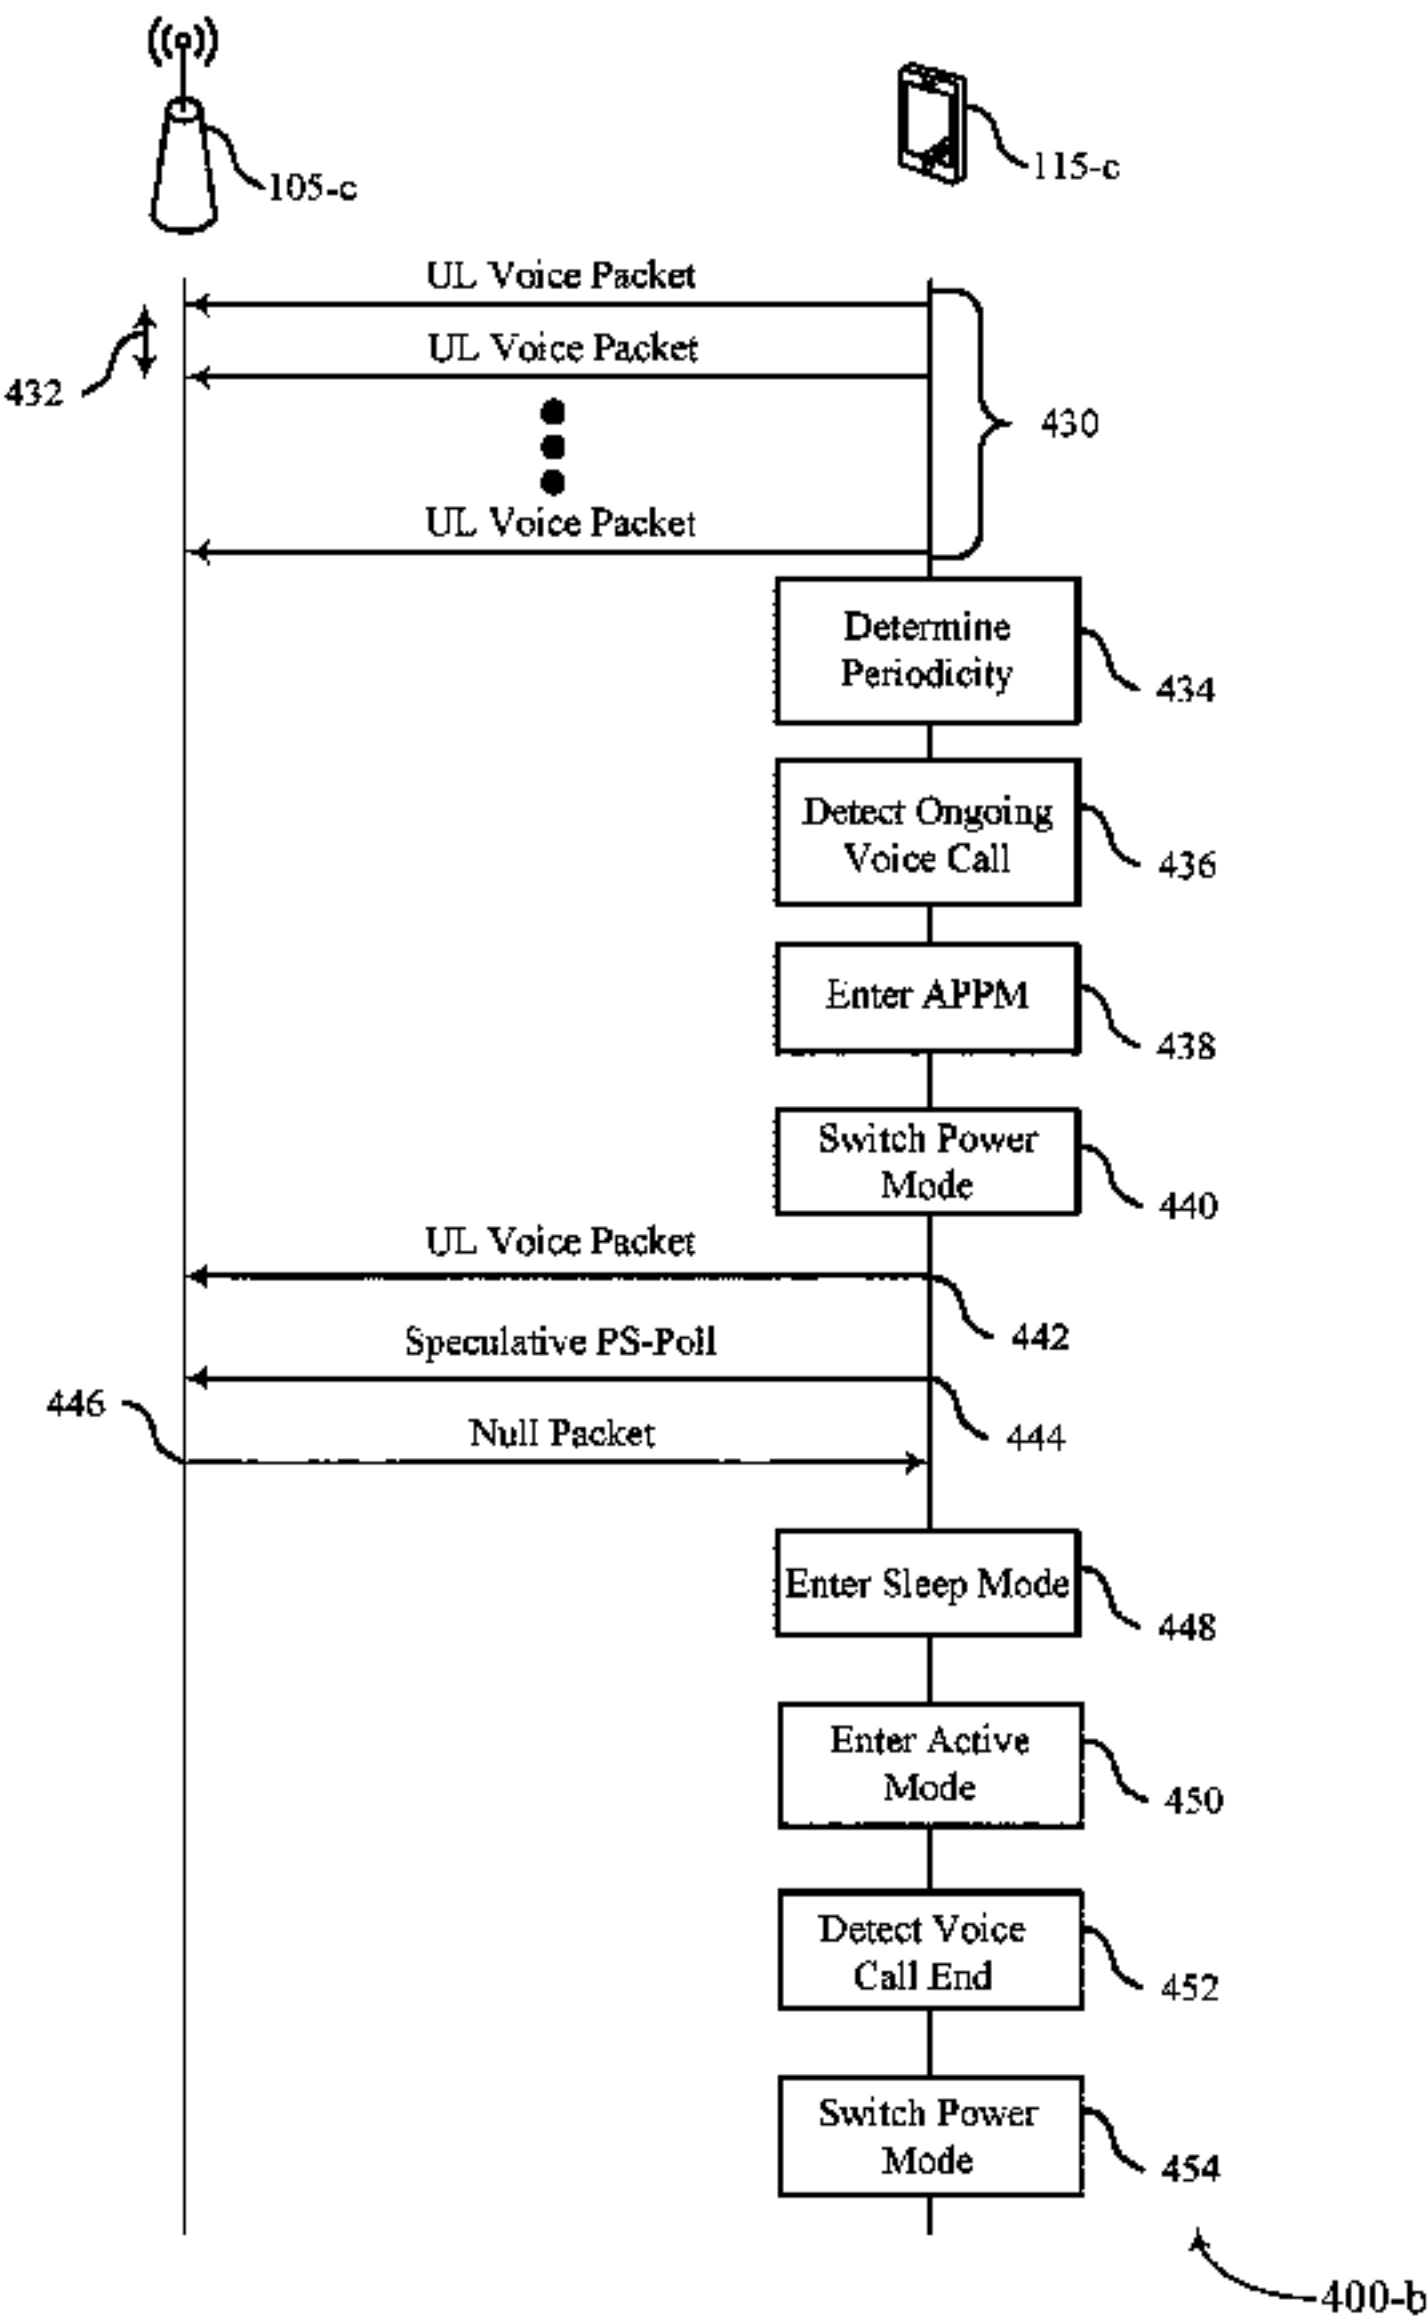 105-c
115-c
UL Voice Packet
432
UL Voice Packet
430
UL Voice Packet
Determine
Periodicity
434
Detect Ongoing
Voice Call
436
Enter APPM
438
Switch Power
Mode
440
UL Voice Packet
442
Speculative PS-Poll
444
446
Null Packet
Enter Sleep Mode
448
Enter Active
Mode
450
Detect Voice
Call End
452
Switch Power
Mode
454
400-b